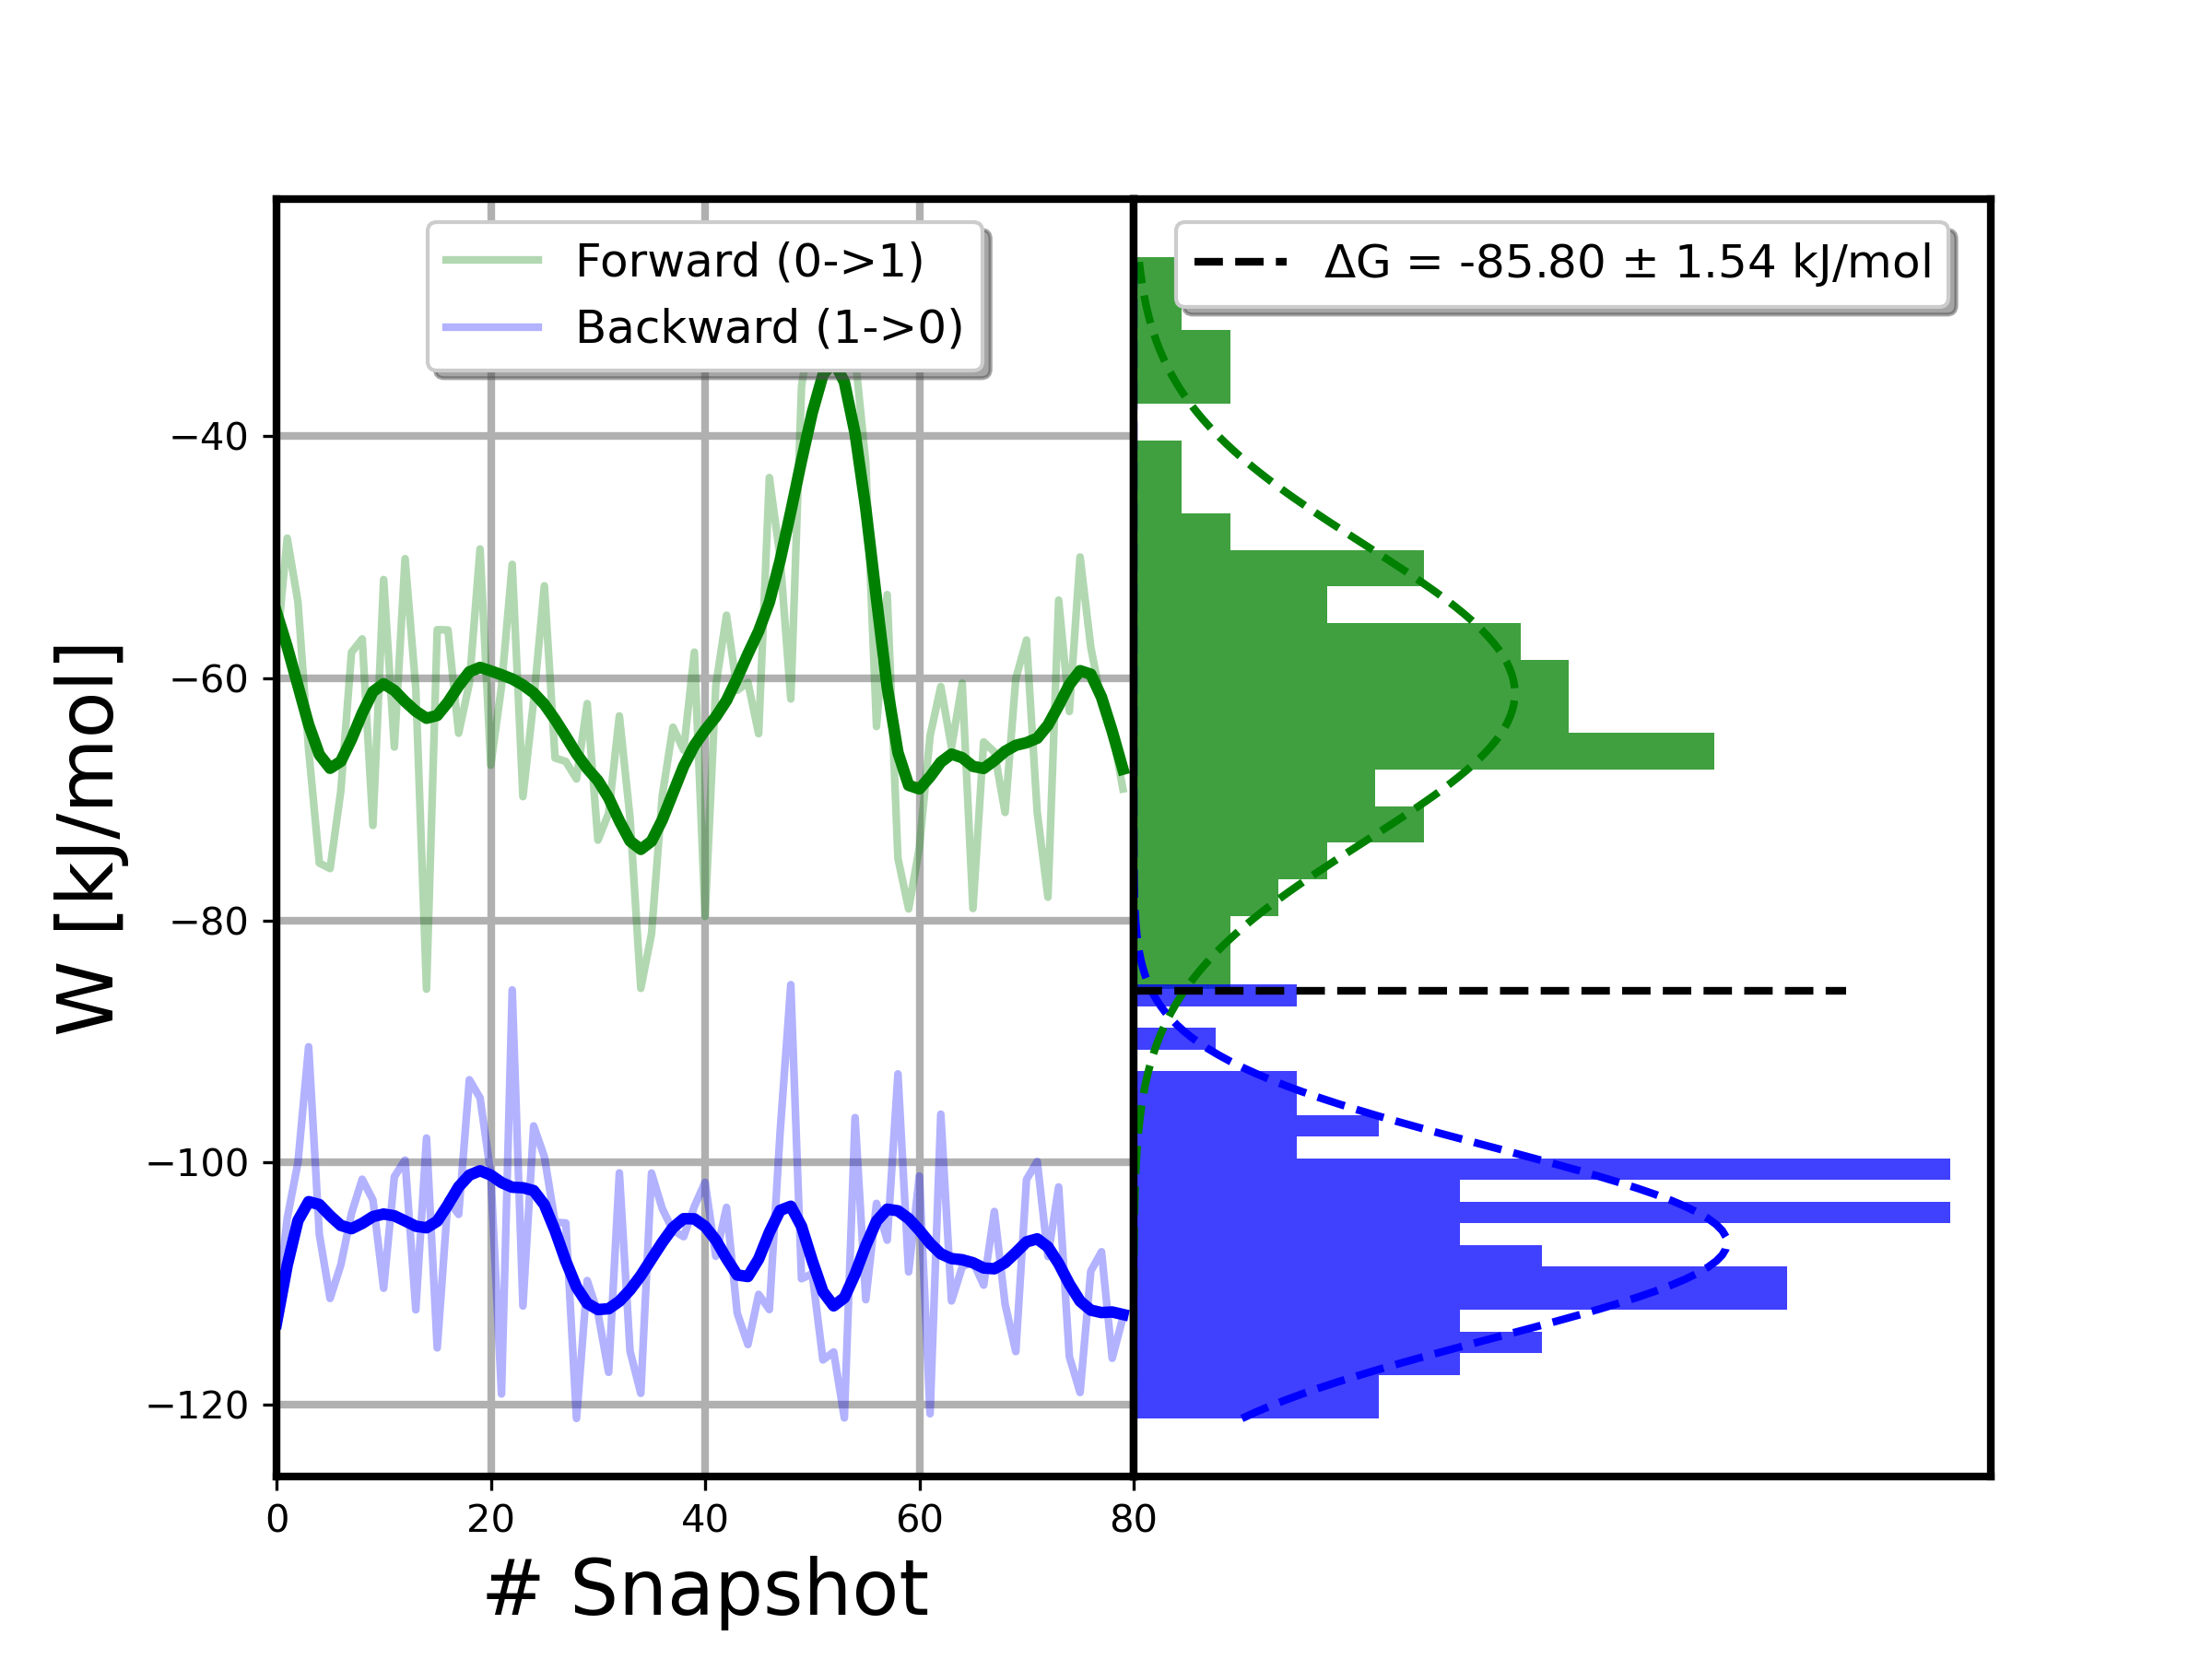 Forward (0->1)
Backward (1->0)
ΔG = -85.80 ± 1.54 kJ/mol
W [kJ/mol]
−40
−60
−80
−100
−120
0 20 40 60 80
# Snapshot